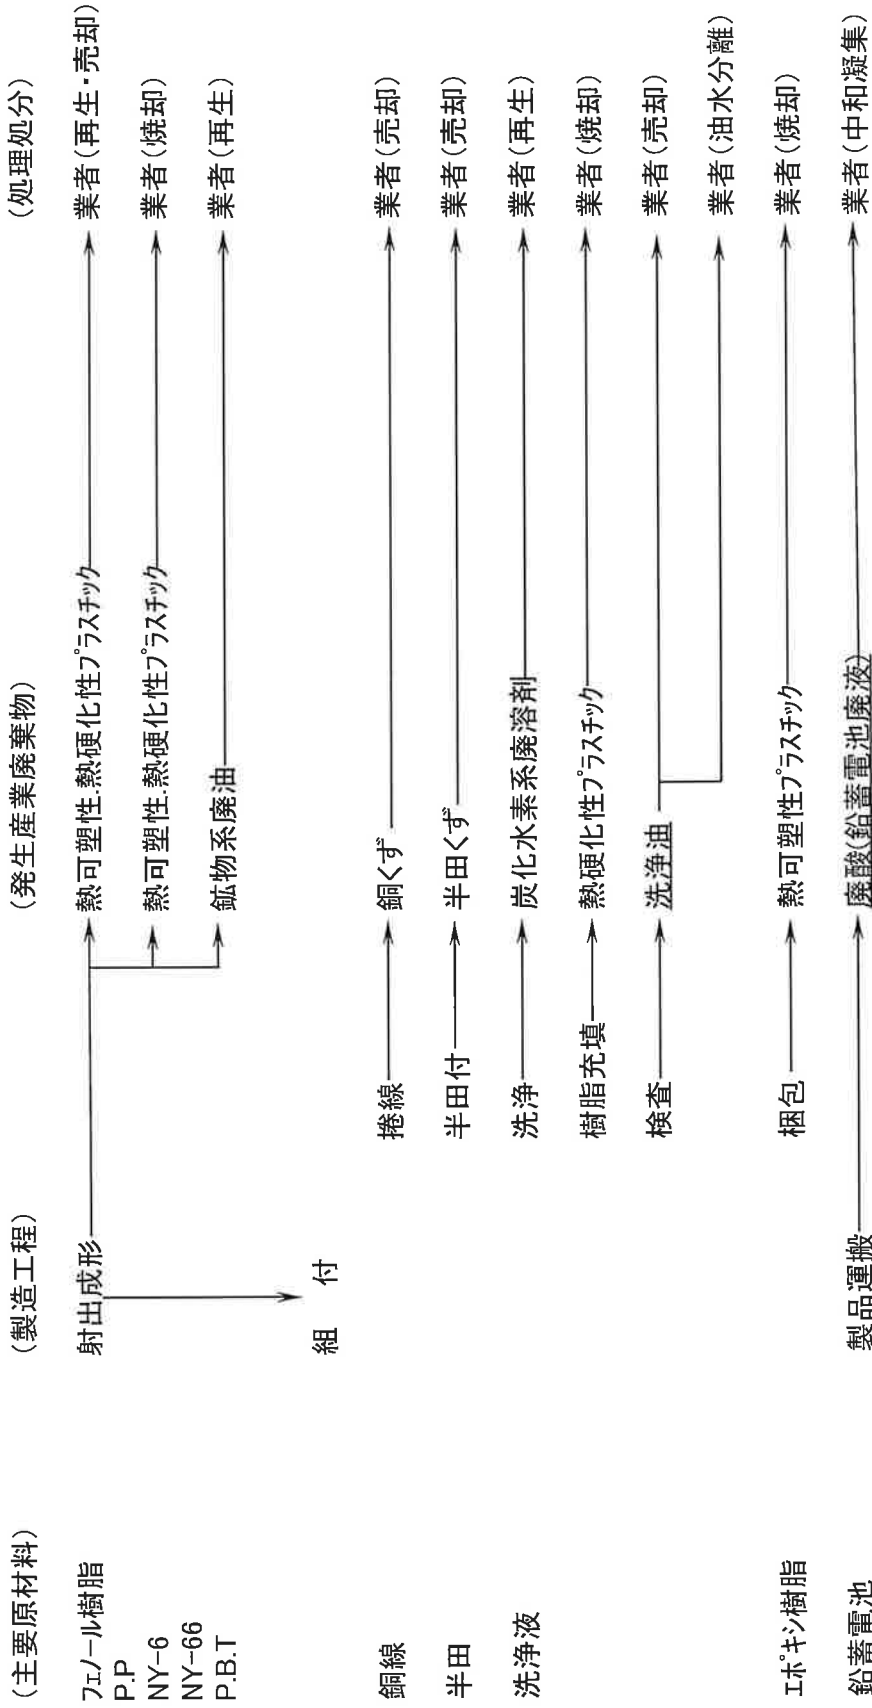 (主要原材料) (製造工程) (発生産業廃棄物) (処理処分)
フェノール樹脂 射出成形 熱可塑性.熱硬化性プラスチック 業者(再生・売却)
P.P
NY-6 熱可塑性.熱硬化性プラスチック 業者(焼却)
NY-66
P.B.T 鉱物系廃油 業者(再生)
組 付
銅線 捲線 銅くず 業者(売却)
半田 半田付 半田くず 業者(売却)
洗浄液 洗浄 炭化水素系廃溶剤 業者(再生)
樹脂充填 熱硬化性プラスチック 業者(焼却)
検査 洗浄油 業者(売却)
業者(油水分離)
エポキシ樹脂 梱包 熱可塑性プラスチック 業者(焼却)
鉛蓄電池 製品運搬 廃酸(鉛蓄電池廃液) 業者(中和凝集)